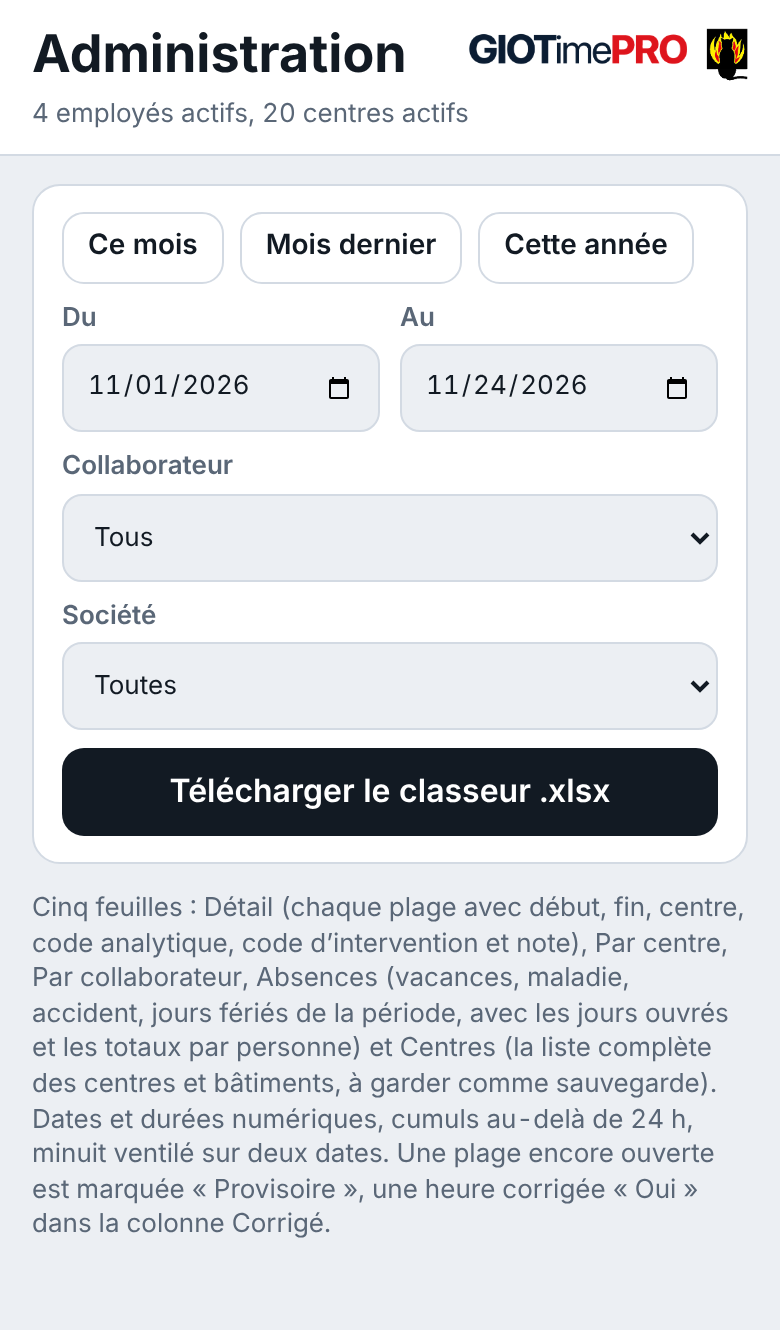 Administration
GIOTimePRO
4 employés actifs, 20 centres actifs
Ce mois
Mois dernier
Cette année
Du
Au
11/01/2026
11/24/2026
Collaborateur
Tous
Société
Toutes
Télécharger le classeur .xlsx
Cinq feuilles : Détail (chaque plage avec début, fin, centre,
code analytique, code d’intervention et note), Par centre,
Par collaborateur, Absences (vacances, maladie,
accident, jours fériés de la période, avec les jours ouvrés
et les totaux par personne) et Centres (la liste complète
des centres et bâtiments, à garder comme sauvegarde).
Dates et durées numériques, cumuls au-delà de 24 h,
minuit ventilé sur deux dates. Une plage encore ouverte
est marquée « Provisoire », une heure corrigée « Oui »
dans la colonne Corrigé.